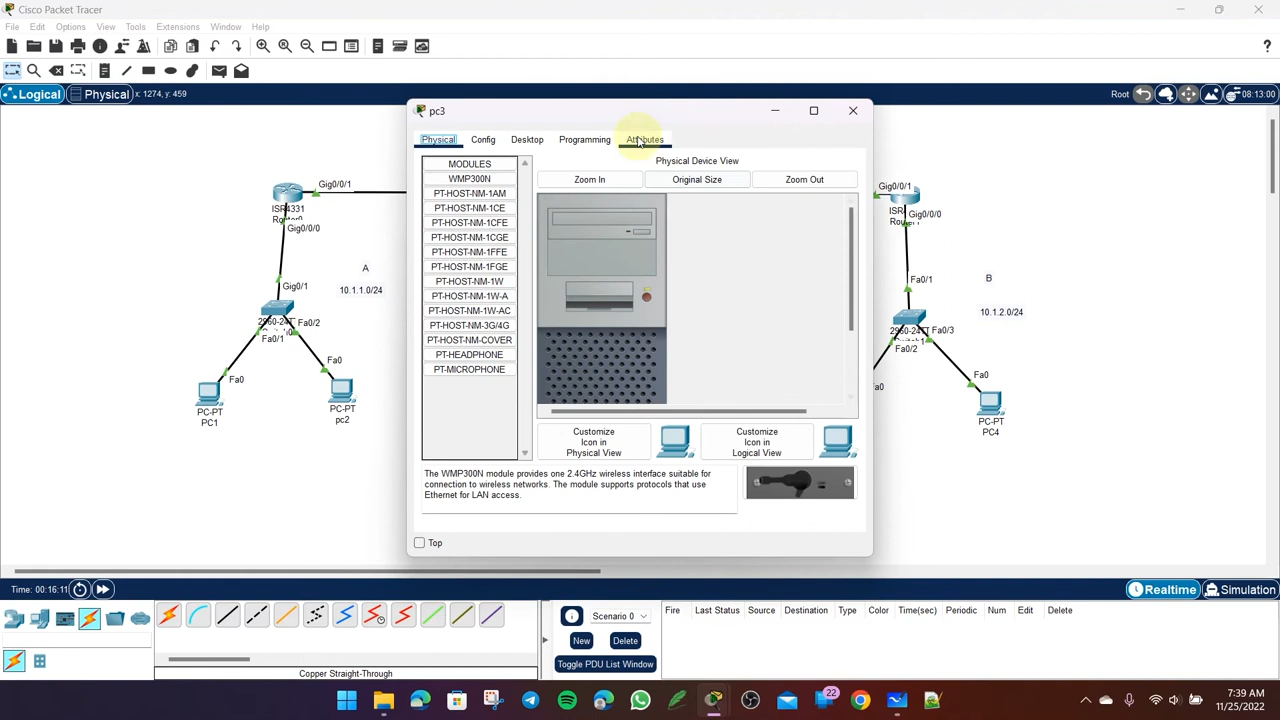 Cisco Packet Tracer
File Edit Options View Tools Extensions Window Help
Logical Physical x: 1274, y: 459
Root 08:13:00
pc3
Physical Config Desktop Programming Attributes
MODULES
WMP300N
PT-HOST-NM-1AM
PT-HOST-NM-1CE
PT-HOST-NM-1CFE
PT-HOST-NM-1CGE
PT-HOST-NM-1FFE
PT-HOST-NM-1FGE
PT-HOST-NM-1W
PT-HOST-NM-1W-A
PT-HOST-NM-1W-AC
PT-HOST-NM-3G/4G
PT-HOST-NM-COVER
PT-HEADPHONE
PT-MICROPHONE
Physical Device View
Zoom In Original Size Zoom Out
Customize
Icon in
Physical View
Customize
Icon in
Logical View
The WMP300N module provides one 2.4GHz wireless interface suitable for
connection to wireless networks. The module supports protocols that use
Ethernet for LAN access.
Top
Gig0/0/1
ISR4331
Gig0/0/0
A
10.1.1.0/24
Gig0/1
Fa0/2
Fa0/1
Fa0
Fa0
PC-PT
PC1
PC-PT
pc2
Gig0/0/1
Gig0/0/0
Fa0/1
B
10.1.2.0/24
Fa0/3
Fa0/2
Fa0
PC-PT
PC4
Time: 00:16:11
Realtime Simulation
Copper Straight-Through
Scenario 0
New Delete
Toggle PDU List Window
Fire Last Status Source Destination Type Color Time(sec) Periodic Num Edit Delete
22
7:39 AM
11/25/2022